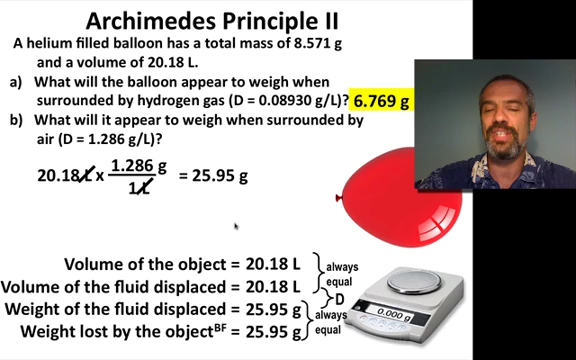 Archimedes Principle II
A helium filled balloon has a total mass of 8.571 g
and a volume of 20.18 L.
a) What will the balloon appear to weigh when
surrounded by hydrogen gas (D = 0.08930 g/L)? 6.769 g
b) What will it appear to weigh when surrounded by
air (D = 1.286 g/L)?
20.18 L x 1.286 g / 1 L = 25.95 g
Volume of the object = 20.18 L
Volume of the fluid displaced = 20.18 L
always
equal
D
Weight of the fluid displaced = 25.95 g
Weight lost by the object BF = 25.95 g
always
equal
0.000 g